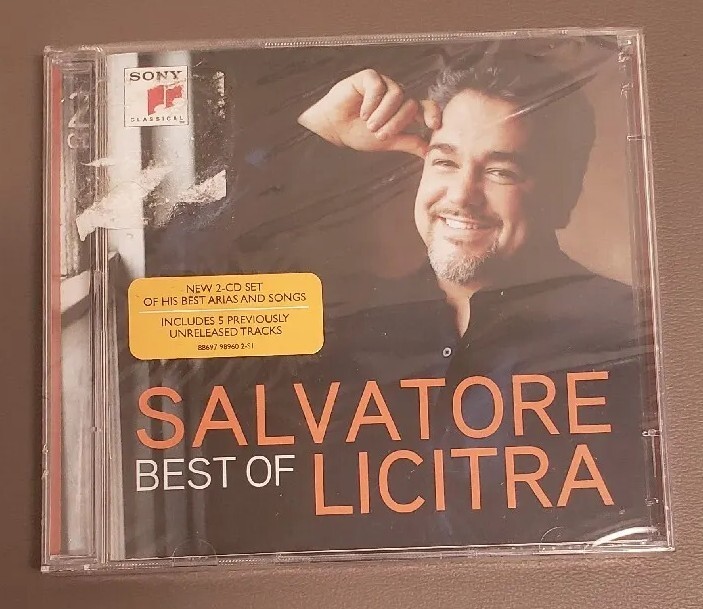 SONY
CLASSICAL
NEW 2-CD SET
OF HIS BEST ARIAS AND SONGS
INCLUDES 5 PREVIOUSLY
UNRELEASED TRACKS
88697 98960 2-S1
SALVATORE
BEST OF LICITRA